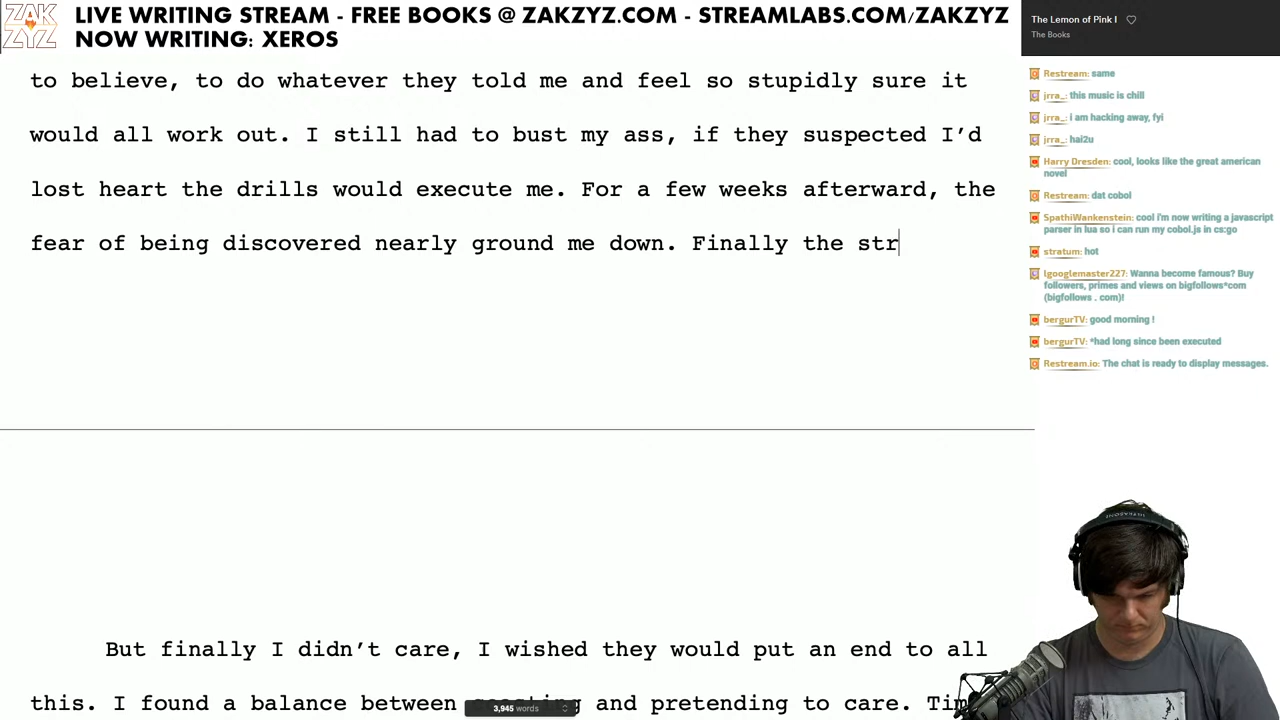 ZAK
ZYZ
LIVE WRITING STREAM - FREE BOOKS @ ZAKZYZ.COM - STREAMLABS.COM/ZAKZYZ
NOW WRITING: XEROS
to believe, to do whatever they told me and feel so stupidly sure it
would all work out. I still had to bust my ass, if they suspected I’d
lost heart the drills would execute me. For a few weeks afterward, the
fear of being discovered nearly ground me down. Finally the str
But finally I didn’t care, I wished they would put an end to all
this. I found a balance between and pretending to care.
3,945 words
The Lemon of Pink I
The Books
Restream: same
jrra_: this music is chill
jrra_: i am hacking away, fyi
jrra_: hai2u
Harry Dresden: cool, looks like the great american
novel
Restream: dat cobol
SpathiWankenstein: cool i'm now writing a javascript
parser in lua so i can run my cobol.js in cs:go
stratum: hot
lgooglemaster227: Wanna become famous? Buy
followers, primes and views on bigfollows*com
(bigfollows . com)!
bergurTV: good morning !
bergurTV: *had long since been executed
Restream.io: The chat is ready to display messages.